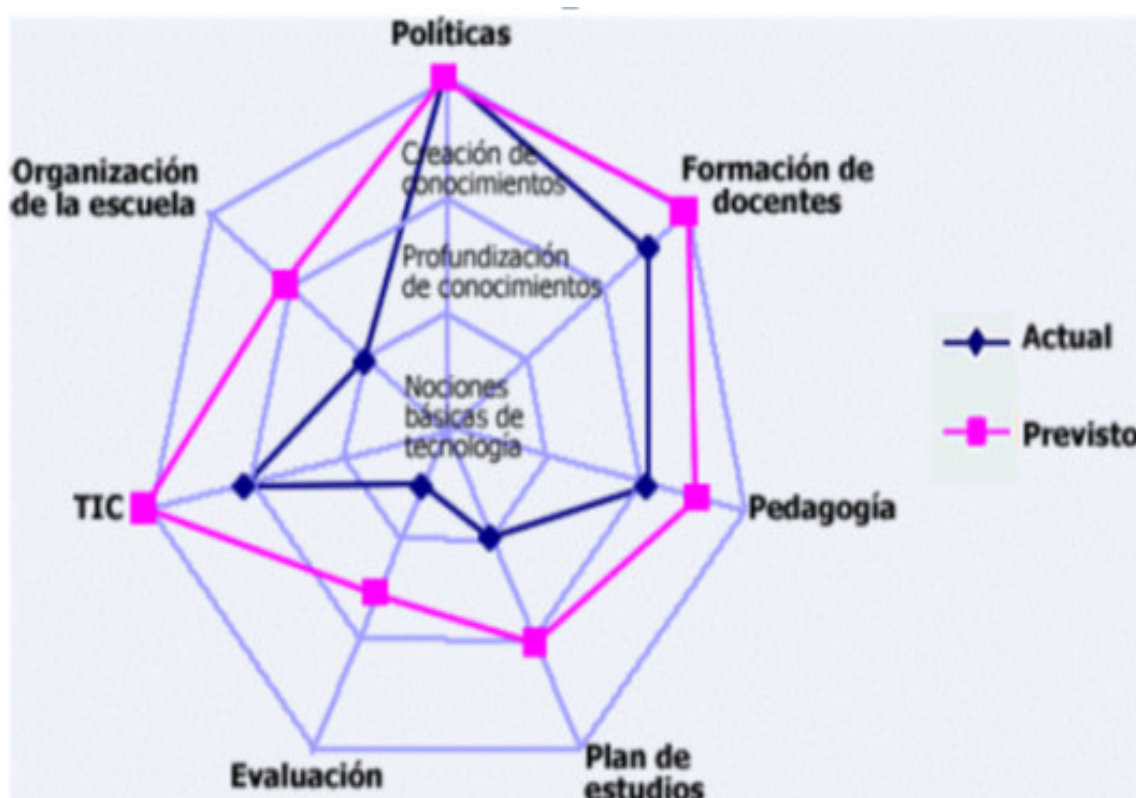 Políticas
Creación de
conocimientos
Organización
de la escuela
Formación de
docentes
Profundización
de conocimientos
Actual
Nociones
básicas de
tecnología
Previsto
TIC
Pedagogía
Evaluación
Plan de
estudios